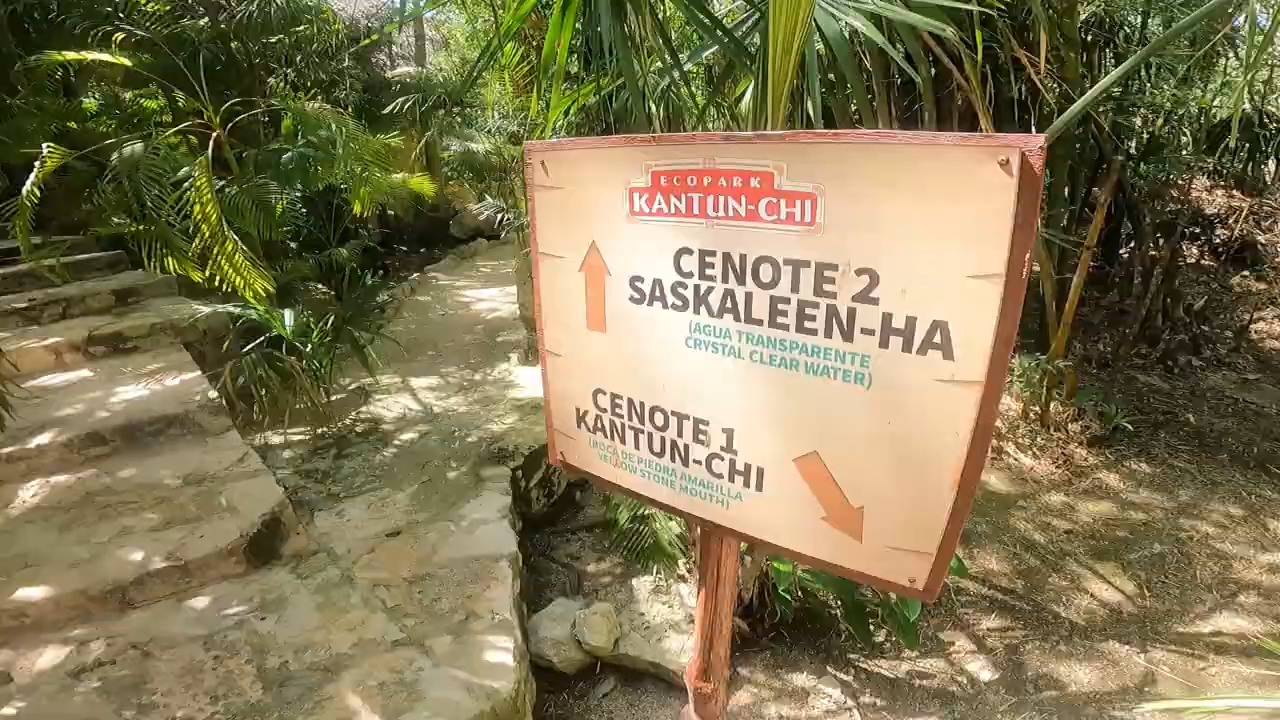 ECOPARK
KANTUN-CHI
CENOTE 2
SASKALEEN-HA
(AGUA TRANSPARENTE
CRYSTAL CLEAR WATER)
CENOTE 1
KANTUN-CHI
(BOCA DE PIEDRA AMARILLA
YELLOW STONE MOUTH)